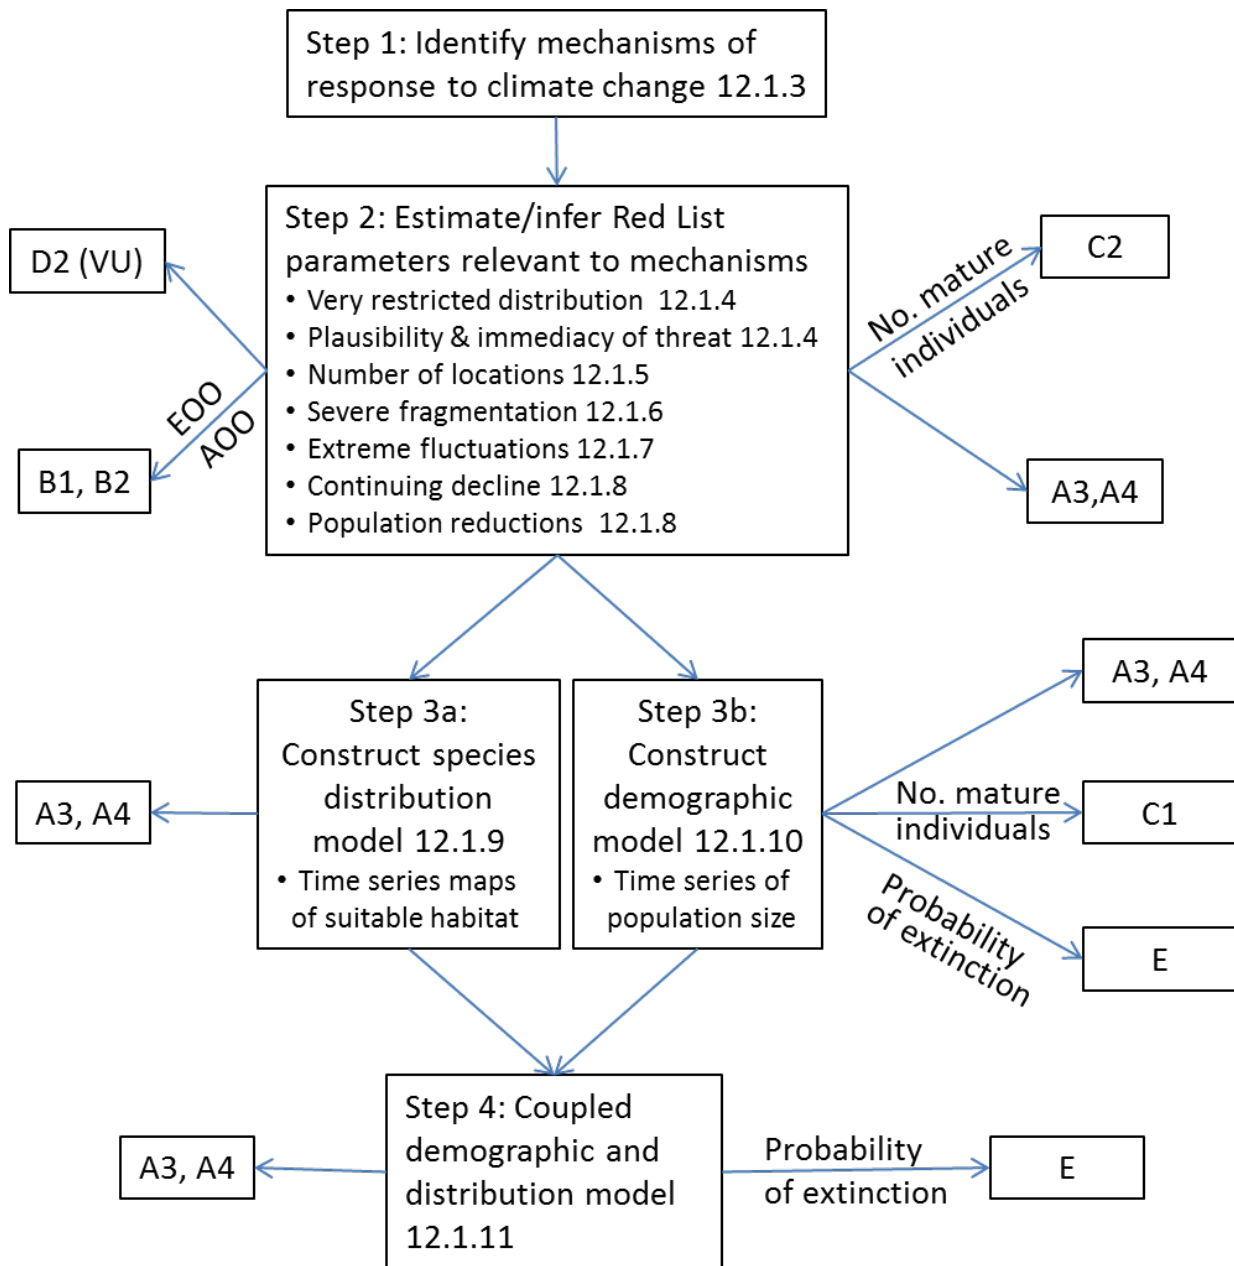 Step 1: Identify mechanisms of
response to climate change 12.1.3
Step 2: Estimate/infer Red List
parameters relevant to mechanisms
• Very restricted distribution 12.1.4
• Plausibility & immediacy of threat 12.1.4
• Number of locations 12.1.5
• Severe fragmentation 12.1.6
• Extreme fluctuations 12.1.7
• Continuing decline 12.1.8
• Population reductions 12.1.8
D2 (VU)
EOO
AOO
B1, B2
No. mature
individuals
C2
A3,A4
Step 3a:
Construct species
distribution
model 12.1.9
• Time series maps
of suitable habitat
A3, A4
Step 3b:
Construct
demographic
model 12.1.10
• Time series of
population size
A3, A4
No. mature
individuals
C1
Probability
of extinction
E
Step 4: Coupled
demographic and
distribution model
12.1.11
A3, A4
Probability
of extinction
E